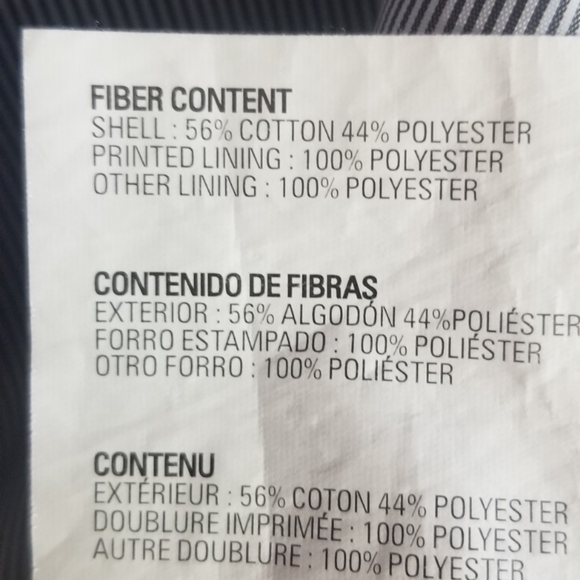 FIBER CONTENT
SHELL : 56% COTTON 44% POLYESTER
PRINTED LINING : 100% POLYESTER
OTHER LINING : 100% POLYESTER
CONTENIDO DE FIBRAS
EXTERIOR : 56% ALGODÓN 44%POLIÉSTER
FORRO ESTAMPADO : 100% POLIÉSTER
OTRO FORRO : 100% POLIÉSTER
CONTENU
EXTÉRIEUR : 56% COTON 44% POLYESTER
DOUBLURE IMPRIMÉE : 100% POLYESTER
AUTRE DOUBLURE : 100% POLYESTER